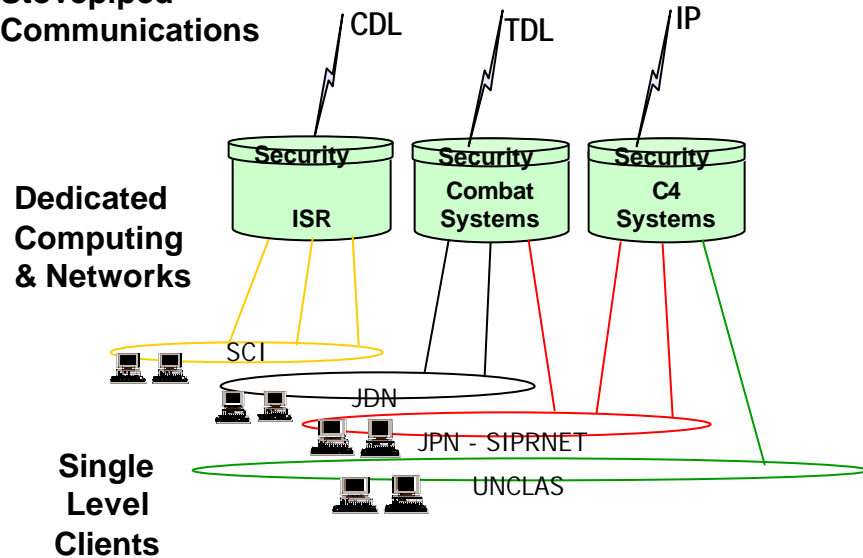 Stovepiped
Communications
CDL
TDL
IP
Security
ISR
Security
Combat
Systems
Security
C4
Systems
Dedicated
Computing
& Networks
SCI
JDN
JPN - SIPRNET
UNCLAS
Single
Level
Clients